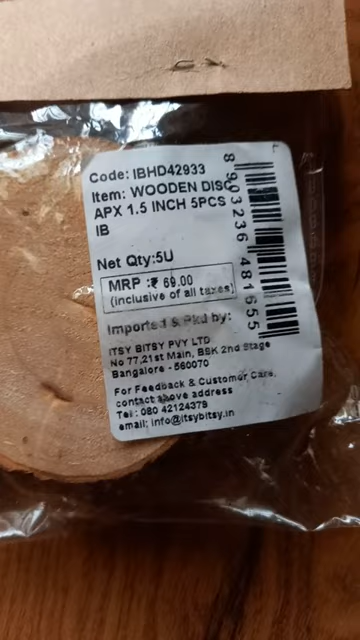 Code: IBHD42933
Item: WOODEN DISC
APX 1.5 INCH 5PCS
IB
Net Qty:5U
MRP :₹ 69.00
(inclusive of all taxes)
Imported & Pkd by:
ITSY BITSY PVY LTD
No 77,21st Main, BSK 2nd Stage
Bangalore - 560070
For Feedback & Customer Care,
contact above address
Tel : 080 42124379
email; info@itsybitsy.in
8903236481655